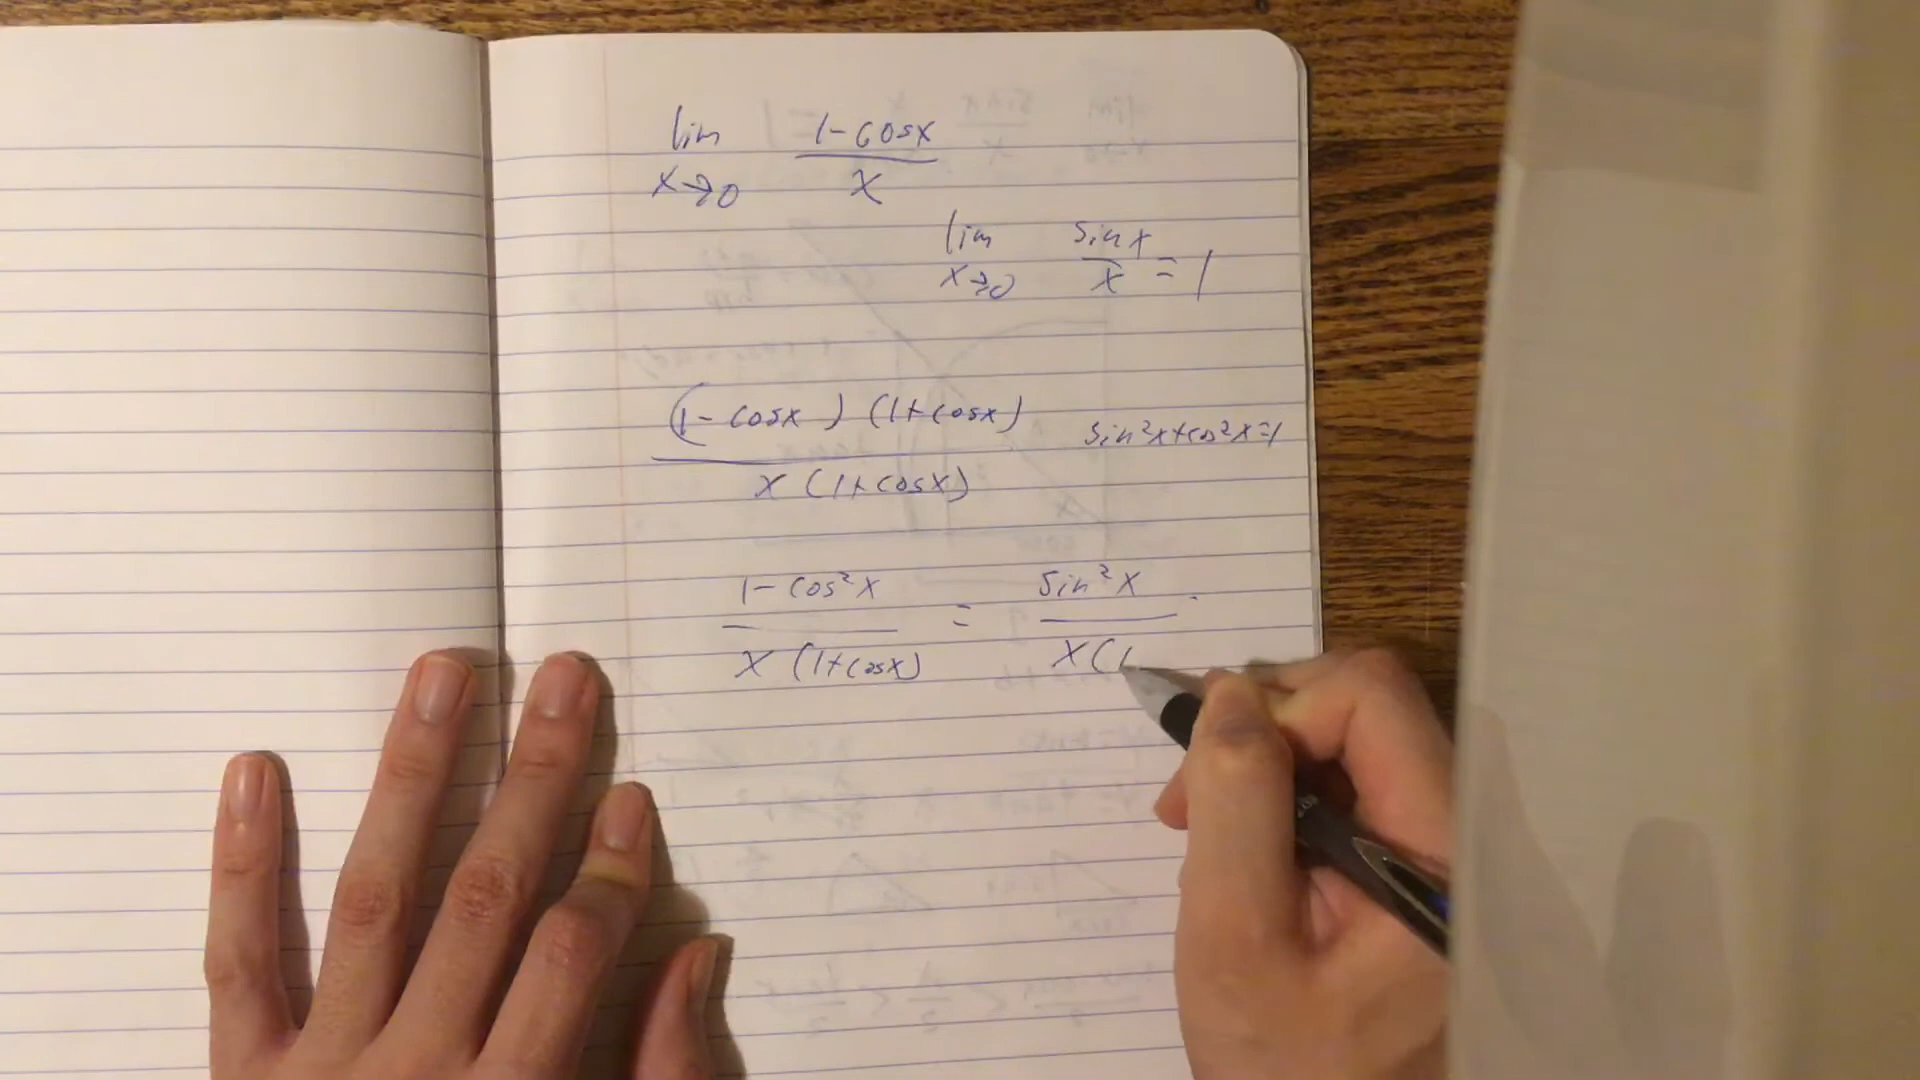 lim 1-cosx
x→0 x
lim sinx
x→0 x = 1
(1-cosx) (1+cosx)
sin²x+cos²x=1
x (1+cosx)
1-cos²x = sin²x
x (1+cosx) x(1